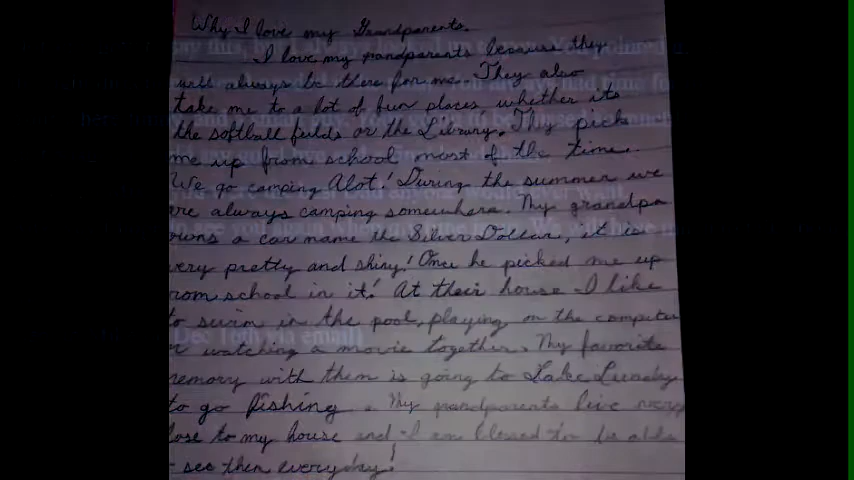 Why I love my Grandparents.
I love my grandparents because they
will always be there for me. They also
take me to a lot of fun places whether its
the softball fields or the Library. They pick
me up from school most of the time.
We go camping Alot! During the summer we
are always camping somewhere. My grandpa
owns a car name the Silver Dollar, it is
very pretty and shiny! Once he picked me up
from school in it! At their house I like
to swim in the pool, playing on the computer
or watching a movie together. My favorite
memory with them is going to Lake Lundy
to go fishing. My grandparents live very
close to my house and I am blessed to be able
to see then everyday!
Dec 16th via email)